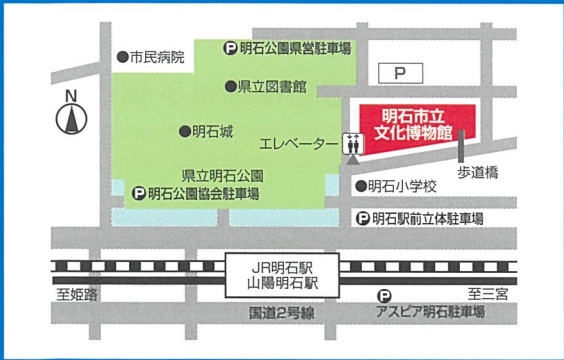 ●市民病院
P 明石公園県営駐車場
P
●県立図書館
N
明石市立
文化博物館
●明石城
エレベーター
県立明石公園
歩道橋
●明石小学校
P 明石公園協会駐車場
P 明石駅前立体駐車場
JR明石駅
山陽明石駅
至姫路
至三宮
P
国道2号線
アスピア明石駐車場